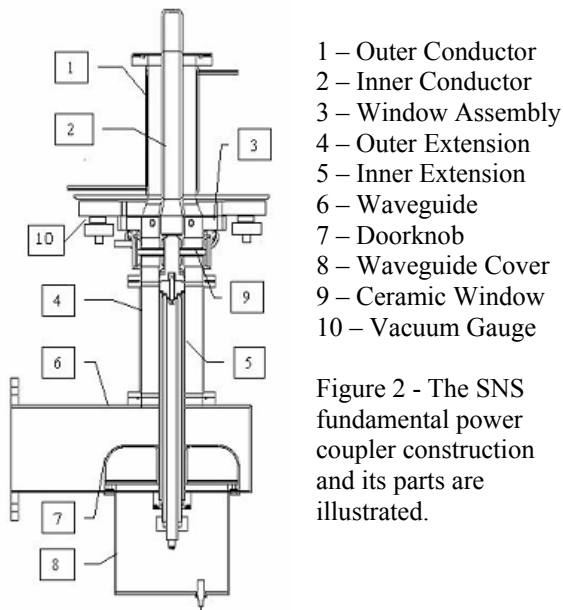 1
2
3
10
9
4
5
6
7
8
1 – Outer Conductor
2 – Inner Conductor
3 – Window Assembly
4 – Outer Extension
5 – Inner Extension
6 – Waveguide
7 – Doorknob
8 – Waveguide Cover
9 – Ceramic Window
10 – Vacuum Gauge
Figure 2 - The SNS
fundamental power
coupler construction
and its parts are
illustrated.